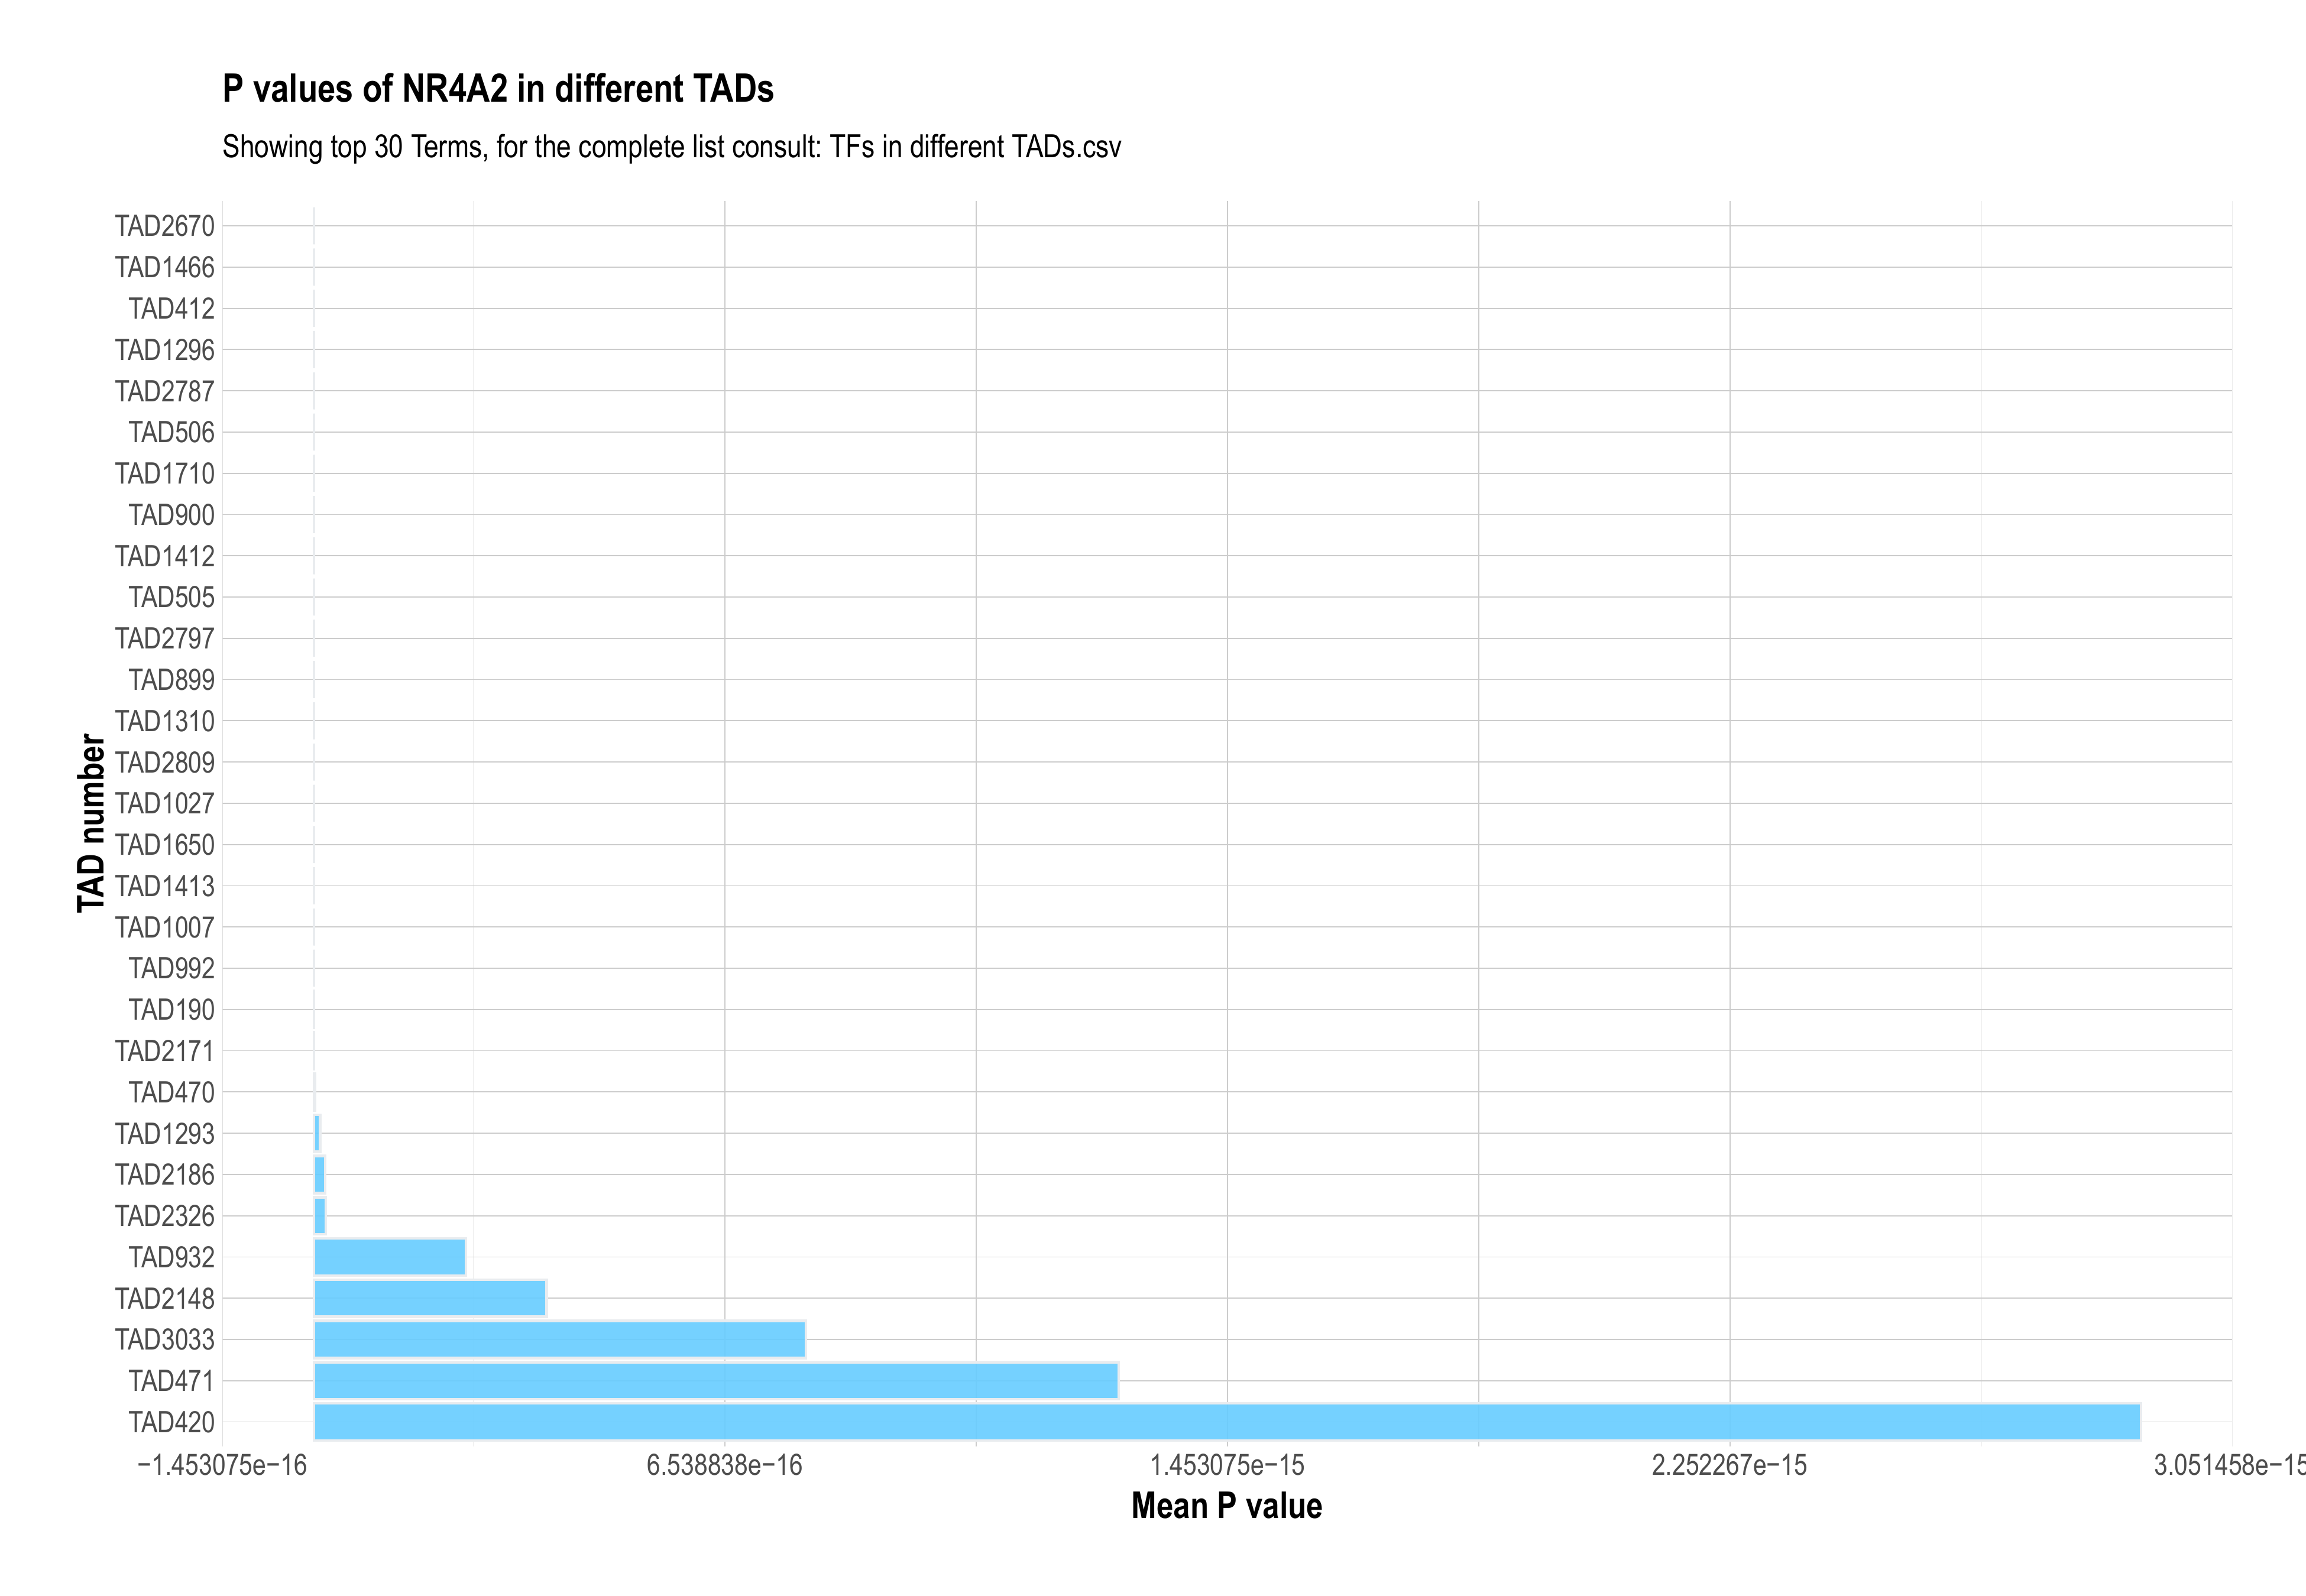 P values of NR4A2 in different TADs
Showing top 30 Terms, for the complete list consult: TFs in different TADs.csv
TAD number
TAD2670
TAD1466
TAD412
TAD1296
TAD2787
TAD506
TAD1710
TAD900
TAD1412
TAD505
TAD2797
TAD899
TAD1310
TAD2809
TAD1027
TAD1650
TAD1413
TAD1007
TAD992
TAD190
TAD2171
TAD470
TAD1293
TAD2186
TAD2326
TAD932
TAD2148
TAD3033
TAD471
TAD420
−1.453075e−16 6.538838e−16 1.453075e−15 2.252267e−15 3.051458e−15
Mean P value